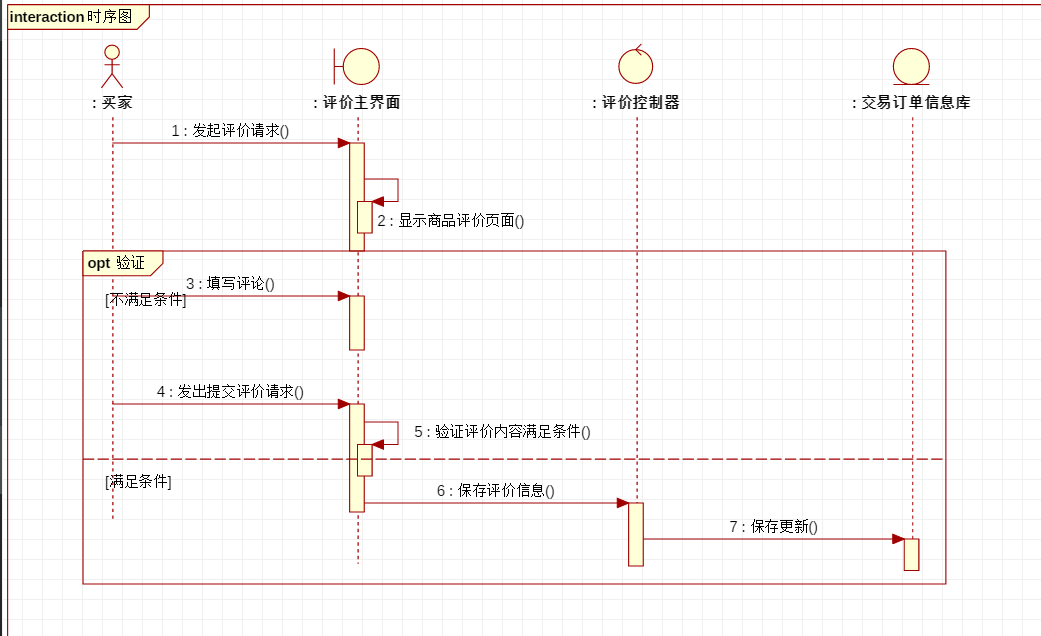 interaction 时序图
: 买家
: 评价主界面
: 评价控制器
: 交易订单信息库
1 : 发起评价请求()
2 : 显示商品评价页面()
opt 验证
3 : 填写评论()
[不满足条件]
4 : 发出提交评价请求()
5 : 验证评价内容满足条件()
[满足条件]
6 : 保存评价信息()
7 : 保存更新()